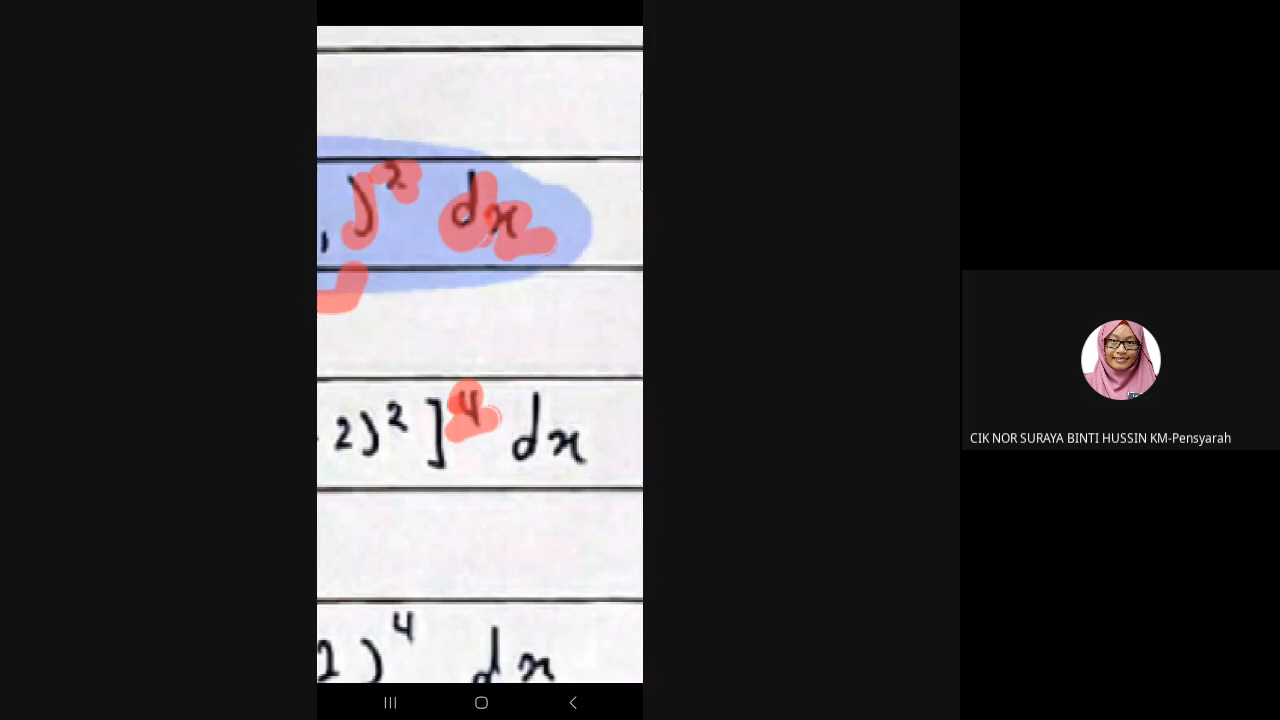 )² dx
2)² ]⁴ dx
2)⁴ dx
CIK NOR SURAYA BINTI HUSSIN KM-Pensyarah